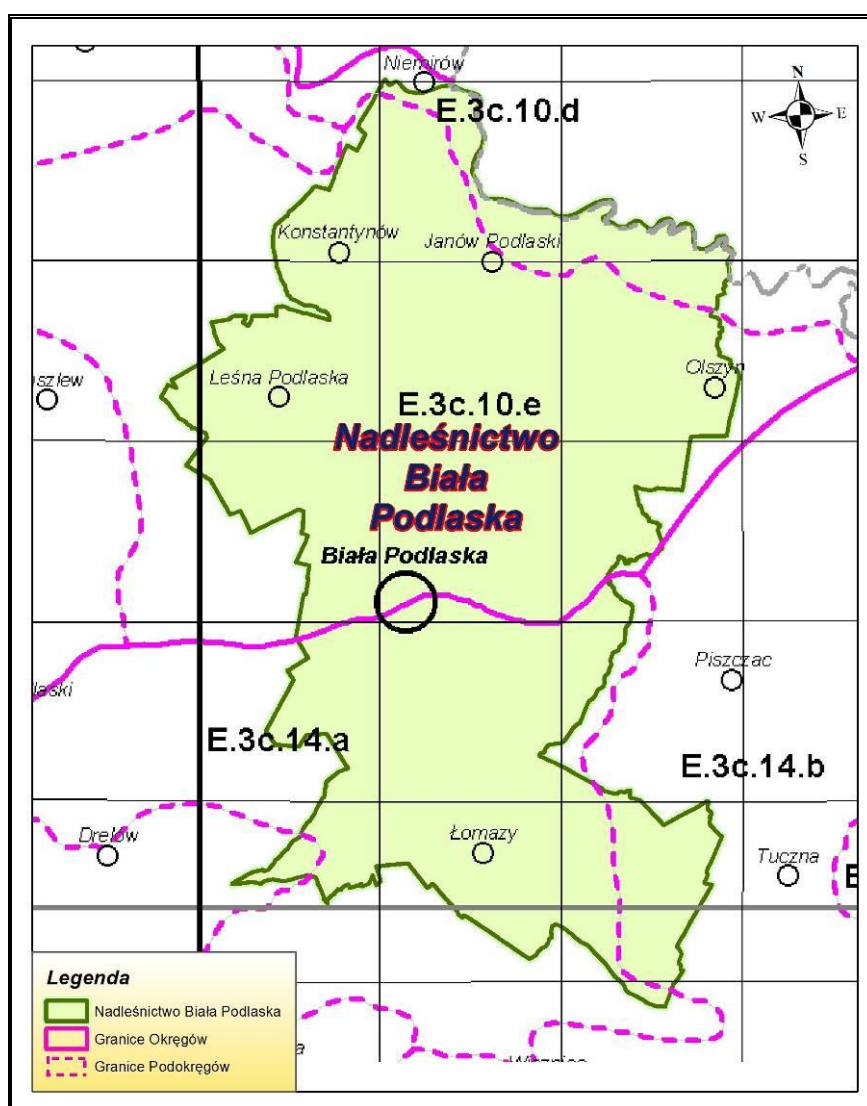 Niemirów
E.3c.10.d
N
W E
S
Konstantynów
Janów Podlaski
Leśna Podlaska
Olszyn
E.3c.10.e
Nadleśnictwo
Biała
Podlaska
Biała Podlaska
Piszczac
E.3c.14.a
E.3c.14.b
Drelów
Łomazy
Tuczna
Legenda
Nadleśnictwo Biała Podlaska
Granice Okręgów
Granice Podokręgów